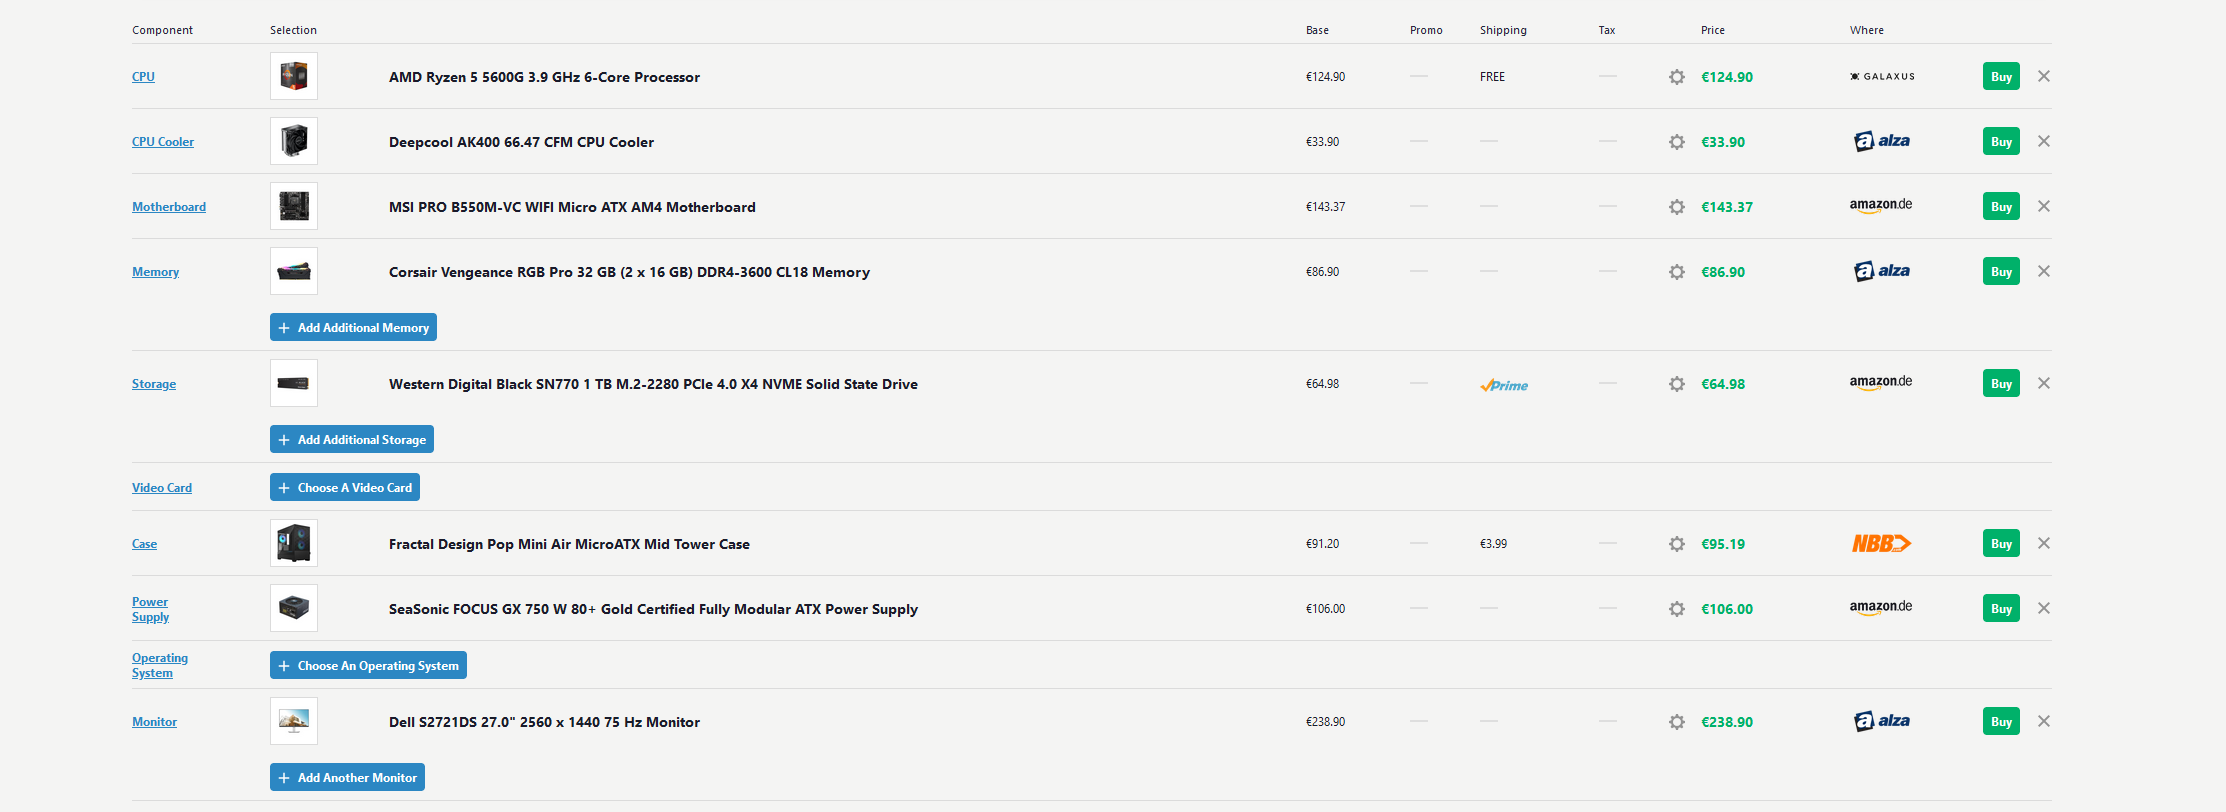 Component Selection Base Promo Shipping Tax Price Where
CPU AMD Ryzen 5 5600G 3.9 GHz 6-Core Processor €124.90 — FREE — €124.90 GALAXUS Buy
CPU Cooler Deepcool AK400 66.47 CFM CPU Cooler €33.90 — — — €33.90 alza Buy
Motherboard MSI PRO B550M-VC WIFI Micro ATX AM4 Motherboard €143.37 — — — €143.37 amazon.de Buy
Memory Corsair Vengeance RGB Pro 32 GB (2 x 16 GB) DDR4-3600 CL18 Memory €86.90 — — — €86.90 alza Buy
+ Add Additional Memory
Storage Western Digital Black SN770 1 TB M.2-2280 PCIe 4.0 X4 NVME Solid State Drive €64.98 — Prime — €64.98 amazon.de Buy
+ Add Additional Storage
Video Card + Choose A Video Card
Case Fractal Design Pop Mini Air MicroATX Mid Tower Case €91.20 — €3.99 — €95.19 NBB Buy
Power
Supply SeaSonic FOCUS GX 750 W 80+ Gold Certified Fully Modular ATX Power Supply €106.00 — — — €106.00 amazon.de Buy
Operating
System + Choose An Operating System
Monitor Dell S2721DS 27.0" 2560 x 1440 75 Hz Monitor €238.90 — — — €238.90 alza Buy
+ Add Another Monitor